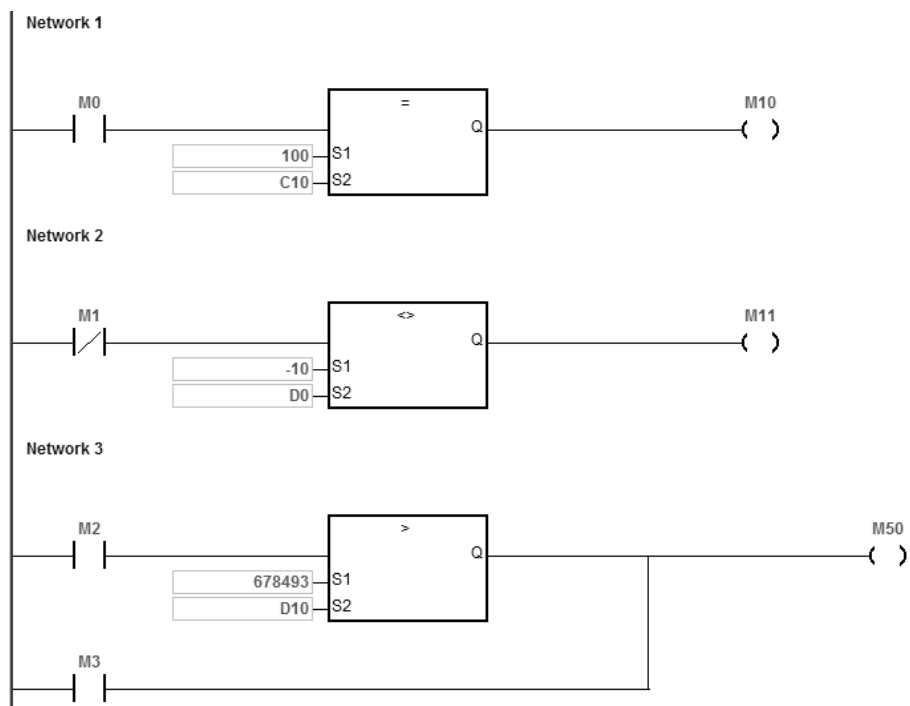 Network 1
M0
=
M10
Q
100 S1
C10 S2
Network 2
M1
<>
M11
Q
-10 S1
D0 S2
Network 3
M2
>
M50
Q
678493 S1
D10 S2
M3